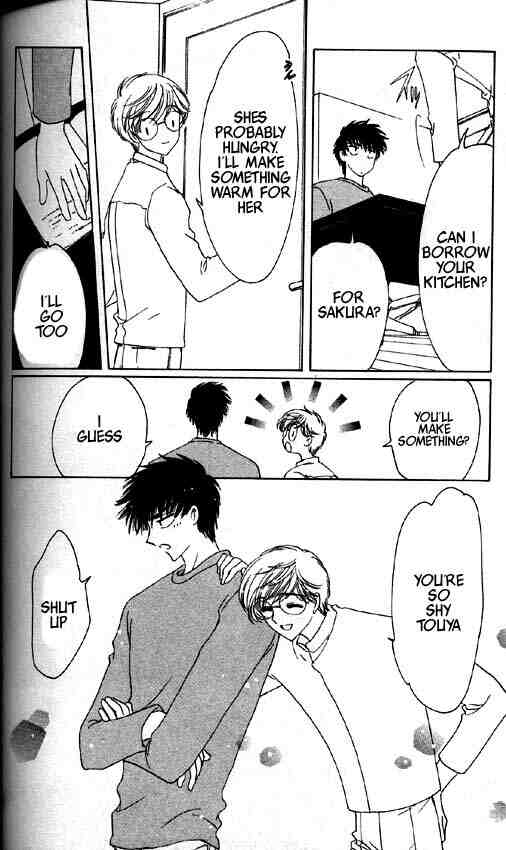 CAN I
BORROW
YOUR
KITCHEN?
FOR
SAKURA?
SHES
PROBABLY
HUNGRY.
I'LL MAKE
SOMETHING
WARM FOR
HER
I'LL
GO
TOO
YOU'LL
MAKE
SOMETHING?
I
GUESS
YOU'RE
SO
SHY
TOUYA
SHUT
UP